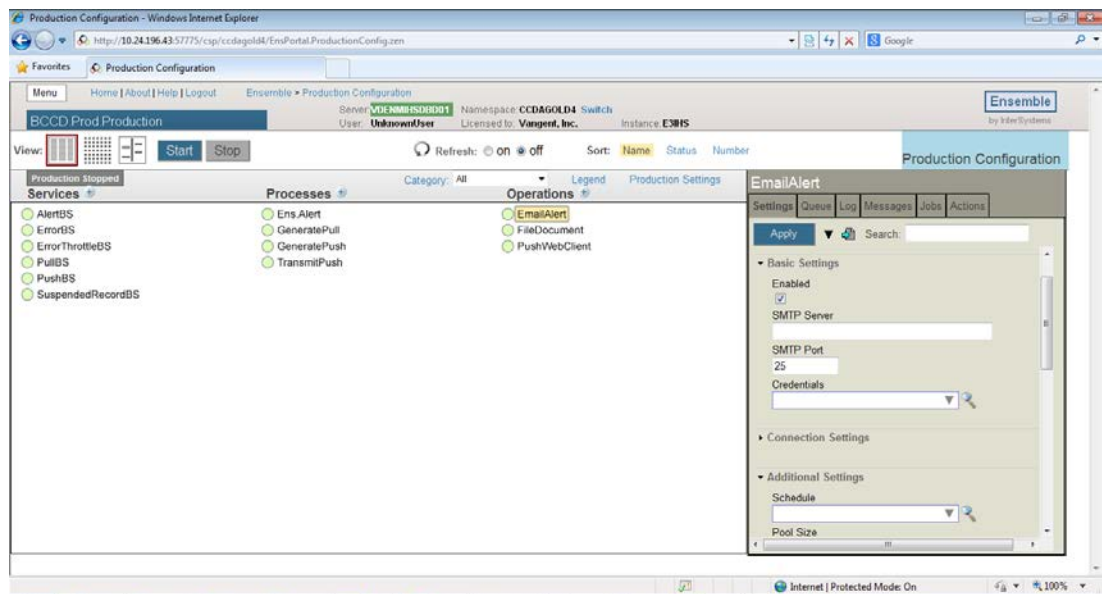 Production Configuration - Windows Internet Explorer
http://10.24.196.43:57775/csp/ccdagold4/EnsPortal.ProductionConfig.zen
Google
Favorites Production Configuration
Menu Home | About | Help | Logout Ensemble > Production Configuration
Ensemble
by InterSystems
Server: VDENMIHSDBD01 Namespace: CCDAGOLD4 Switch
User: UnknownUser Licensed to: Vangent, Inc. Instance: E3IHS
BCCD Prod Production
View: Start Stop Refresh: on off Sort: Name Status Number
Production Configuration
Production Stopped Category: All Legend Production Settings
Services Processes Operations
AlertBS Ens.Alert EmailAlert
ErrorBS GeneratePull FileDocument
ErrorThrottleBS GeneratePush PushWebClient
PullBS TransmitPush
PushBS
SuspendedRecordBS
EmailAlert
Settings Queue Log Messages Jobs Actions
Apply Search:
Basic Settings
Enabled
SMTP Server
SMTP Port
25
Credentials
Connection Settings
Additional Settings
Schedule
Pool Size
Internet | Protected Mode: On 100%